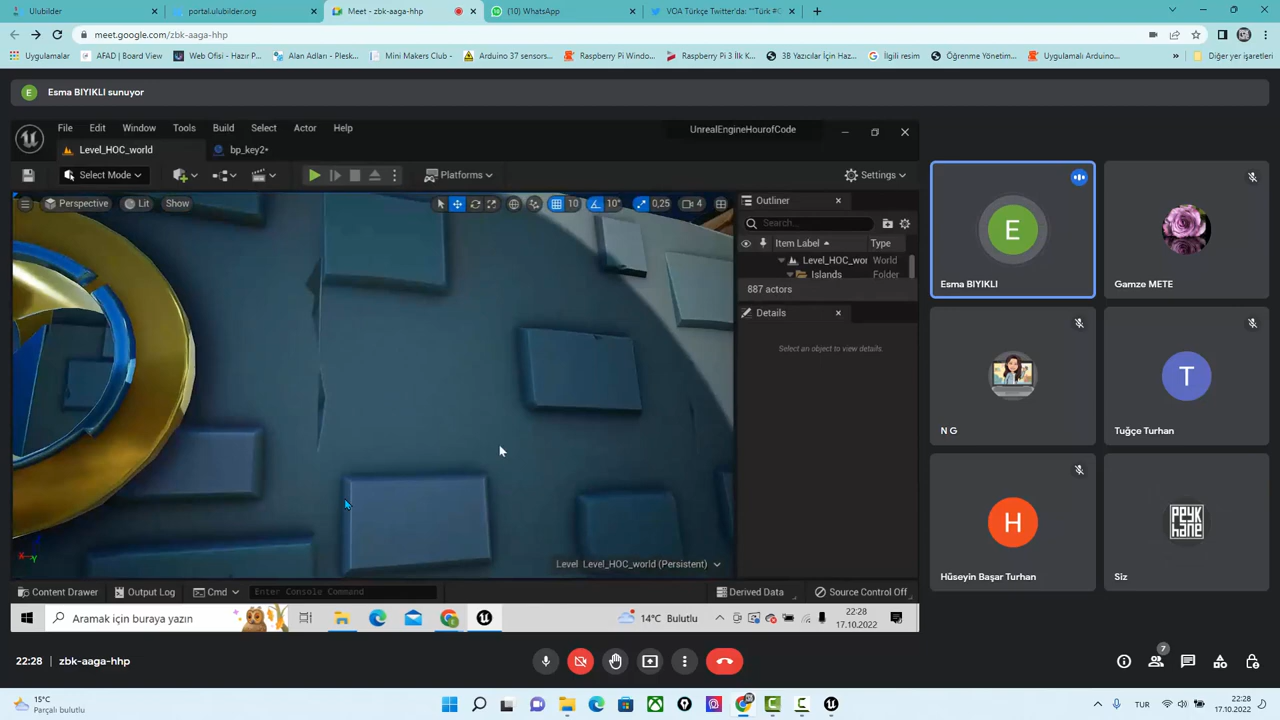 Ulubilder
portal.ulubilder.org
Meet - zbk-aaga-hhp
(10) WhatsApp
VOA Türkçe Twitter'da: ""Türk #C
meet.google.com/zbk-aaga-hhp
Uygulamalar
AFAD | Board View
Web Ofisi - Hazır P...
Alan Adları - Plesk...
Mini Makers Club -
Arduino 37 sensors...
Raspberry Pi Windo...
Raspberry Pi 3 İlk K...
3B Yazıcılar İçin Haz...
İlgili resim
Öğrenme Yönetim...
Uygulamalı Arduino...
»
Diğer yer işaretleri
E
Esma BIYIKLI sunuyor
File Edit Window Tools Build Select Actor Help
UnrealEngineHourofCode
Level_HOC_world
bp_key2•
Select Mode
Platforms
Settings
Perspective
Lit
Show
10
10°
0,25
4
Outliner
Search...
Item Label
Type
Level_HOC_wor
World
Islands
Folder
887 actors
Details
Select an object to view details.
Y
Level Level_HOC_world (Persistent)
Content Drawer
Output Log
Cmd
Enter Console Command
Derived Data
Source Control Off
Aramak için buraya yazın
14°C Bulutlu
22:28
17.10.2022
E
Esma BIYIKLI
Gamze METE
N G
T
Tuğçe Turhan
H
Hüseyin Başar Turhan
PPYK
HANE
Siz
22:28
zbk-aaga-hhp
7
15°C
Parçalı bulutlu
TUR
22:28
17.10.2022